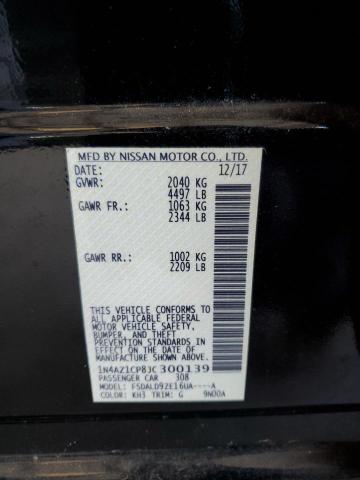 MFD BY NISSAN MOTOR CO., LTD.
DATE: 12/17
GVWR: 2040 KG
4497 LB
GAWR FR.: 1063 KG
2344 LB
GAWR RR.: 1002 KG
2209 LB
THIS VEHICLE CONFORMS TO
ALL APPLICABLE FEDERAL
MOTOR VEHICLE SAFETY,
BUMPER, AND THEFT
PREVENTION STANDARDS IN
EFFECT ON THE DATE OF
MANUFACTURE SHOWN ABOVE.
1N4AZ1CP8JC300139
PASSENGER CAR 308
MODEL: FSDALD9ZE16UA----A
COLOR: KH3 TRIM: G 9N00A